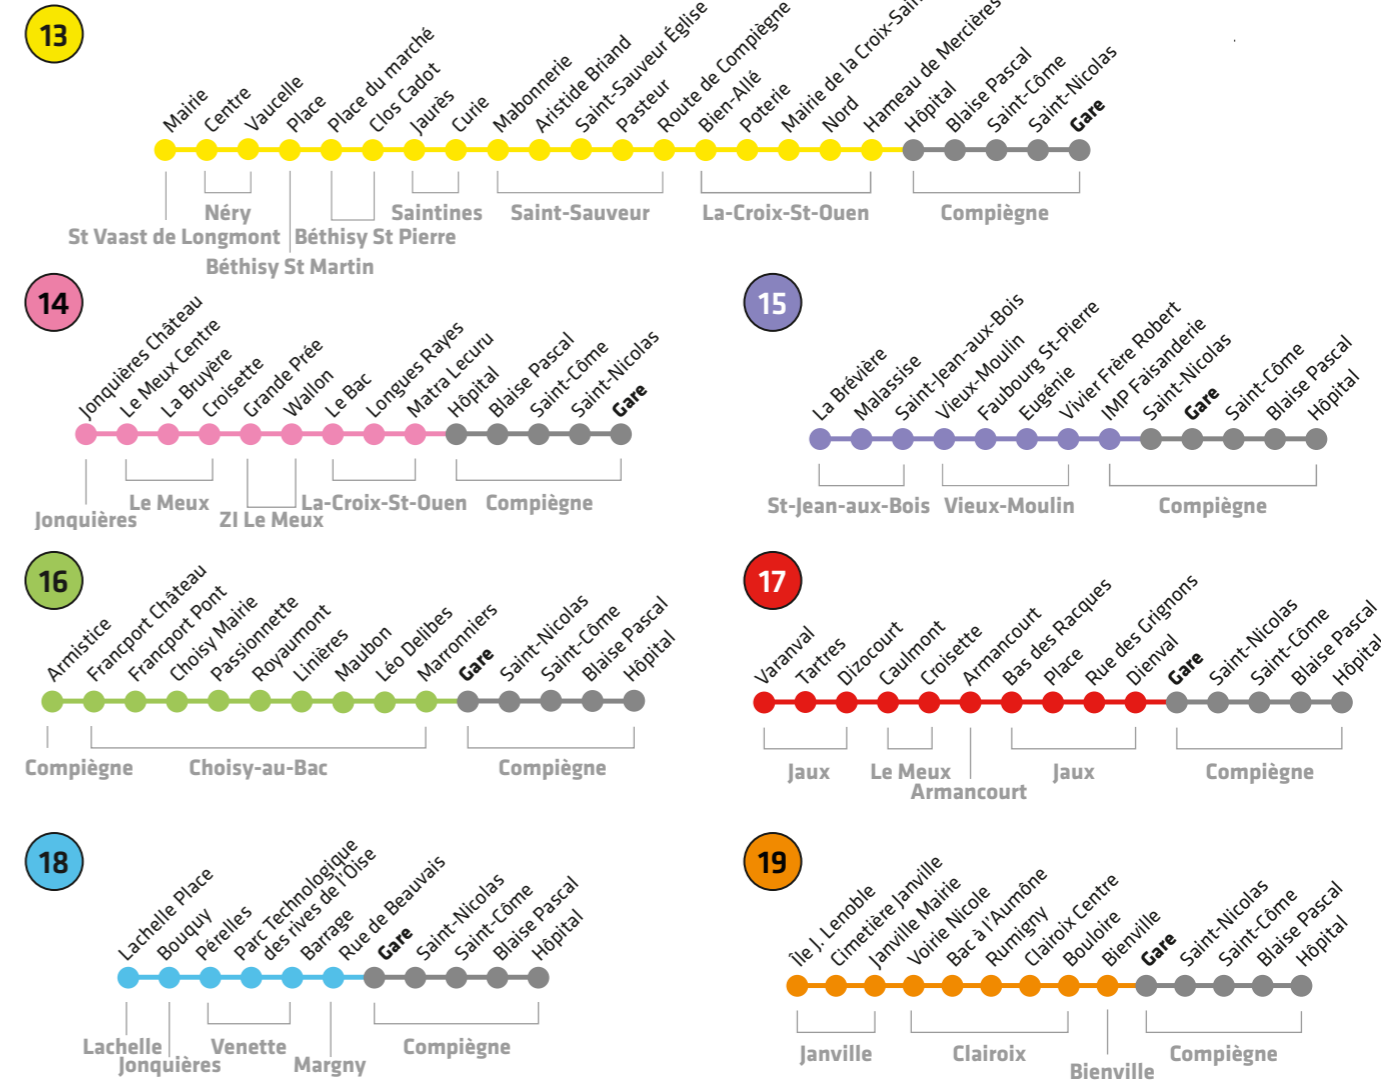 13
Mairie
Centre
Vaucelle
Place
Place du marché
Clos Cadot
Jaurès
Curie
Mabonnerie
Aristide Briand
Saint-Sauveur Église
Pasteur
Route de Compiègne
Bien-Allé
Poterie
Mairie de la Croix-Sain
Nord
Hameau de Mercières
Hôpital
Blaise Pascal
Saint-Côme
Saint-Nicolas
Gare
Néry
Saintines
Saint-Sauveur
La-Croix-St-Ouen
Compiègne
St Vaast de Longmont
Béthisy St Pierre
Béthisy St Martin
14
Jonquières Château
Le Meux Centre
La Bruyère
Croisette
Grande Prée
Wallon
Le Bac
Longues Rayes
Matra Lecuru
Hôpital
Blaise Pascal
Saint-Côme
Saint-Nicolas
Gare
Le Meux
La-Croix-St-Ouen
Compiègne
Jonquières
ZI Le Meux
15
La Brévière
Malassise
Saint-Jean-aux-Bois
Vieux-Moulin
Faubourg St-Pierre
Eugénie
Vivier Frère Robert
IMP Faisanderie
Saint-Nicolas
Gare
Saint-Côme
Blaise Pascal
Hôpital
St-Jean-aux-Bois
Vieux-Moulin
Compiègne
16
Armistice
Francport Château
Francport Pont
Choisy Mairie
Passionnette
Royaumont
Linières
Maubon
Léo Delibes
Marronniers
Gare
Saint-Nicolas
Saint-Côme
Blaise Pascal
Hôpital
Compiègne
Choisy-au-Bac
Compiègne
17
Varanval
Tartres
Dizocourt
Caulmont
Croisette
Armancourt
Bas des Racques
Place
Rue des Grignons
Dienval
Gare
Saint-Nicolas
Saint-Côme
Blaise Pascal
Hôpital
Jaux
Le Meux
Jaux
Compiègne
Armancourt
18
Lachelle Place
Bouquy
Pérelles
Parc Technologique
des rives de l'Oise
Barrage
Rue de Beauvais
Gare
Saint-Nicolas
Saint-Côme
Blaise Pascal
Hôpital
Lachelle
Venette
Compiègne
Jonquières
Margny
19
Île J. Lenoble
Cimetière Janville
Janville Mairie
Voirie Nicole
Bac à l'Aumône
Rumigny
Clairoix Centre
Bouloire
Bienville
Gare
Saint-Nicolas
Saint-Côme
Blaise Pascal
Hôpital
Janville
Clairoix
Compiègne
Bienville